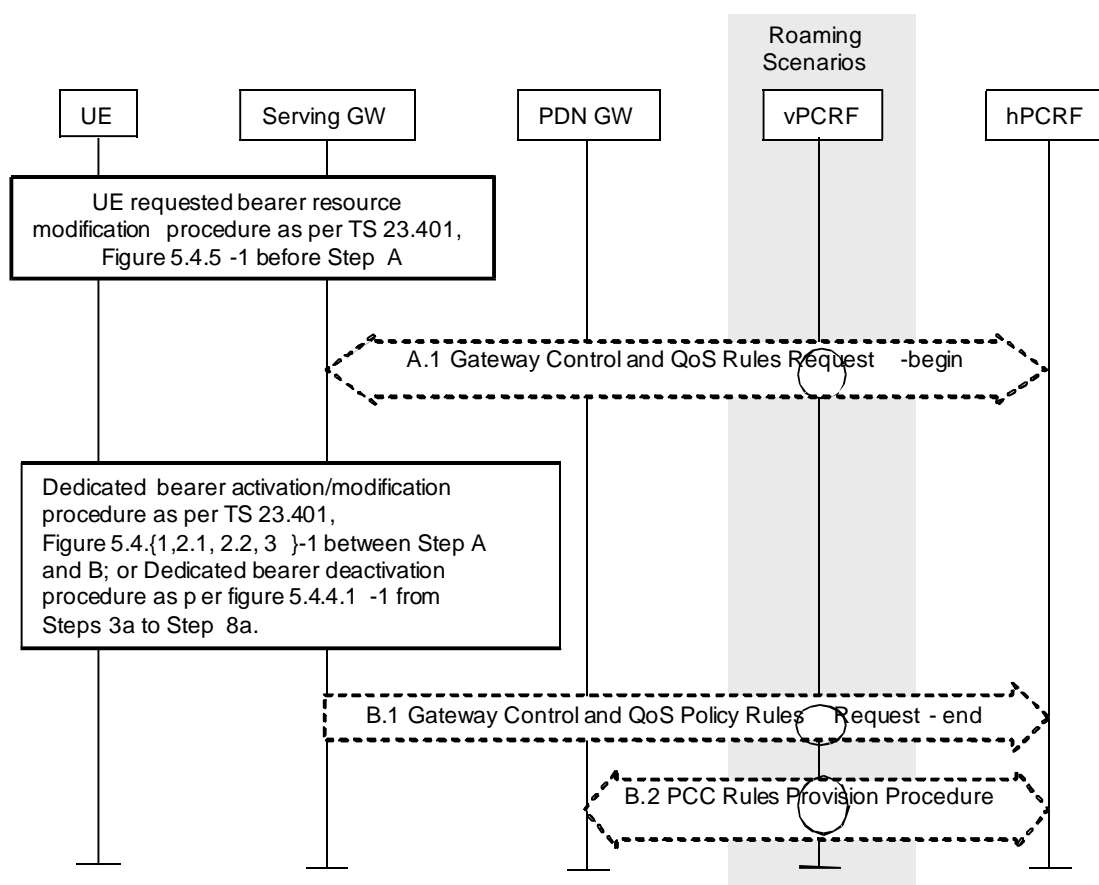 Roaming
Scenarios
UE
Serving GW
PDN GW
vPCRF
hPCRF
UE requested bearer resource
modification procedure as per TS 23.401,
Figure 5.4.5 -1 before Step A
A.1 Gateway Control and QoS Rules Request -begin
Dedicated bearer activation/modification
procedure as per TS 23.401,
Figure 5.4.{1,2.1, 2.2, 3 }-1 between Step A
and B; or Dedicated bearer deactivation
procedure as p er figure 5.4.4.1 -1 from
Steps 3a to Step 8a.
B.1 Gateway Control and QoS Policy Rules Request - end
B.2 PCC Rules Provision Procedure